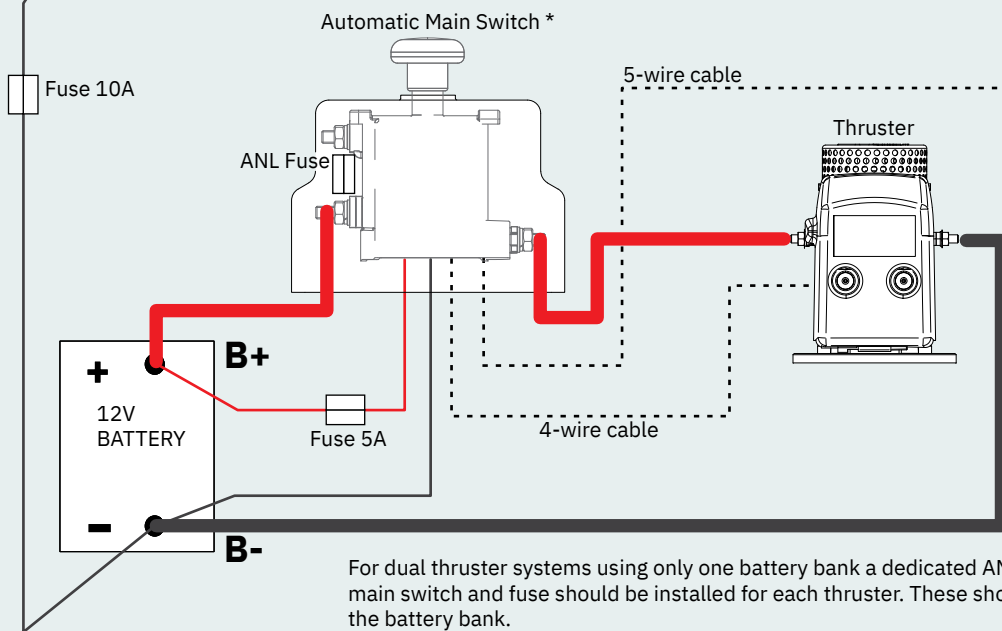 Automatic Main Switch *
5-wire cable
Fuse 10A
Thruster
ANL Fuse
+
B+
12V
BATTERY
Fuse 5A
4-wire cable
–
B-
For dual thruster systems using only one battery bank a dedicated
main switch and fuse should be installed for each thruster. These
the battery bank.